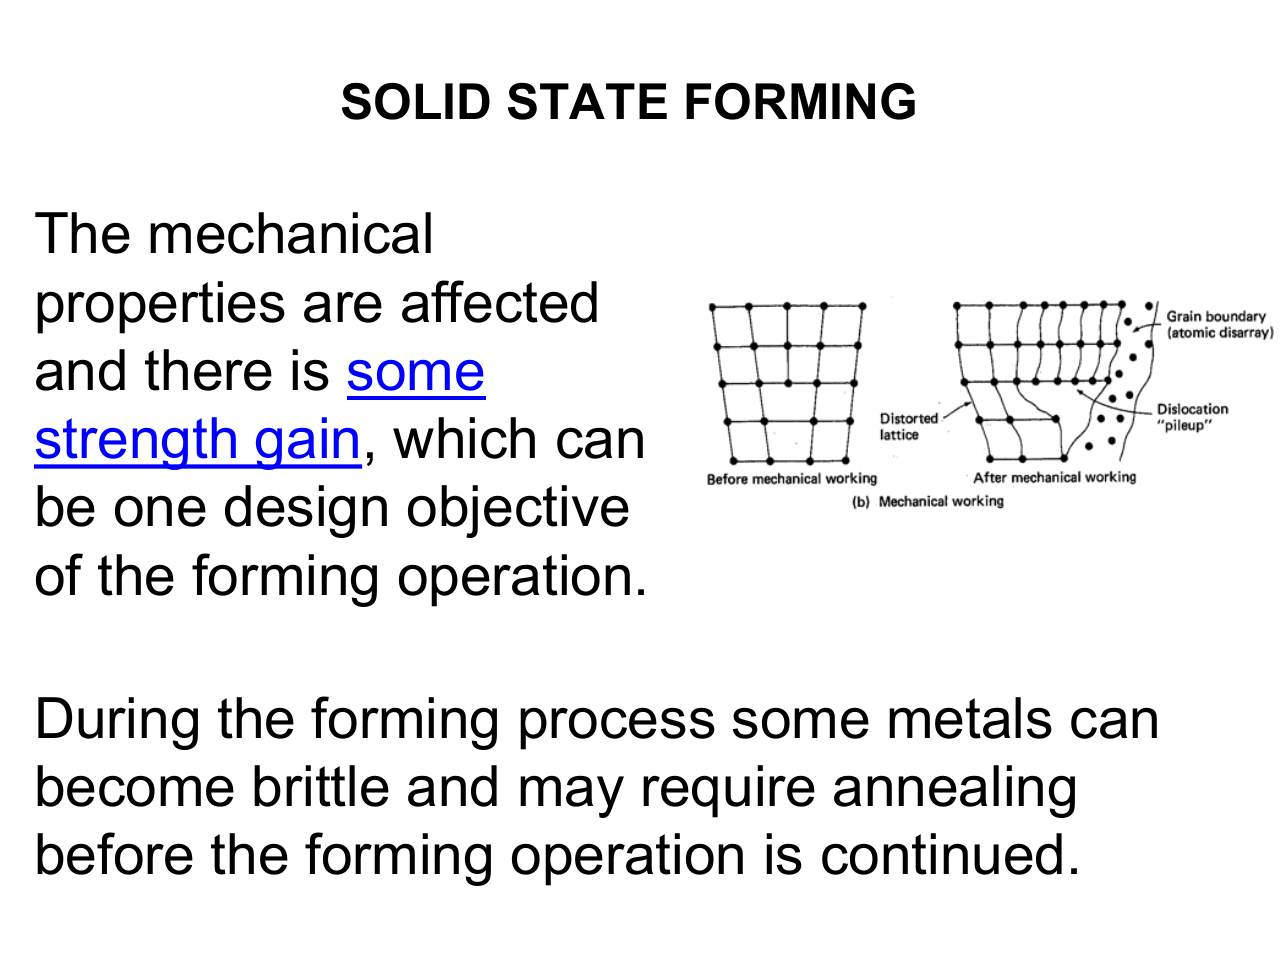 SOLID STATE FORMING
The mechanical
properties are affected
and there is some
strength gain, which can
be one design objective
of the forming operation.
Grain boundary
(atomic disarray)
Distorted
lattice
Dislocation
"pileup"
Before mechanical working
After mechanical working
(b) Mechanical working
During the forming process some metals can
become brittle and may require annealing
before the forming operation is continued.